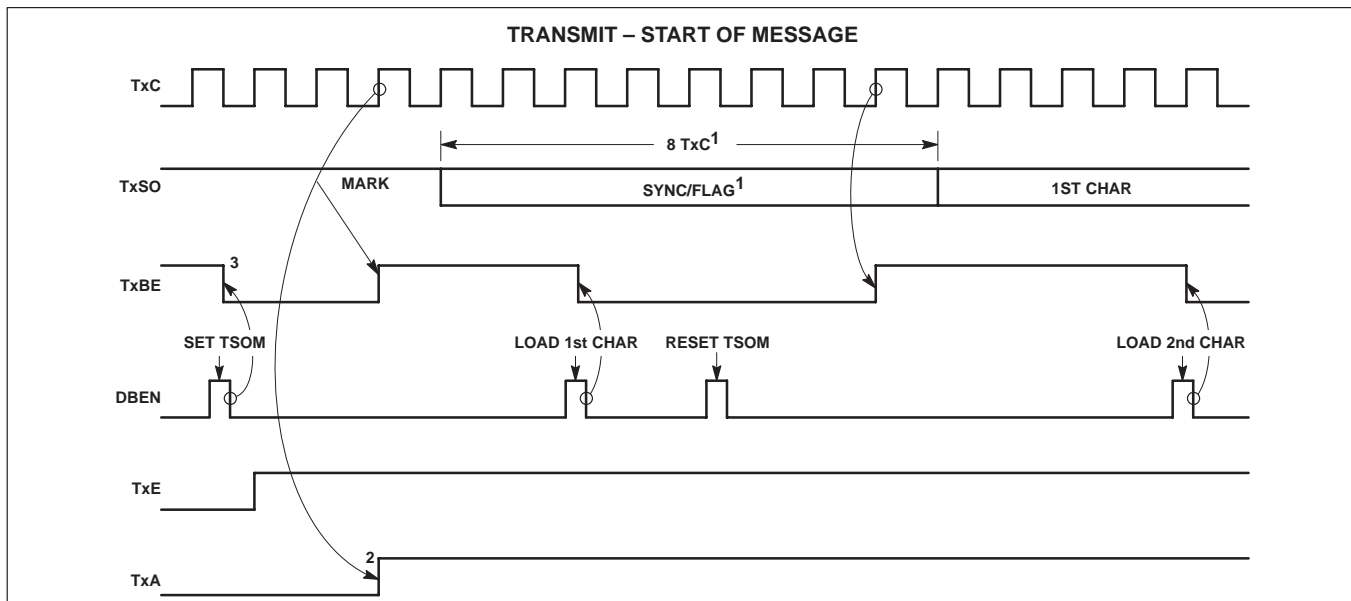 TRANSMIT – START OF MESSAGE
TxC
8 TxC1
TxSO
MARK
SYNC/FLAG1
1ST CHAR
TxBE
3
SET TSOM
LOAD 1st CHAR
RESET TSOM
LOAD 2nd CHAR
DBEN
TxE
2
TxA